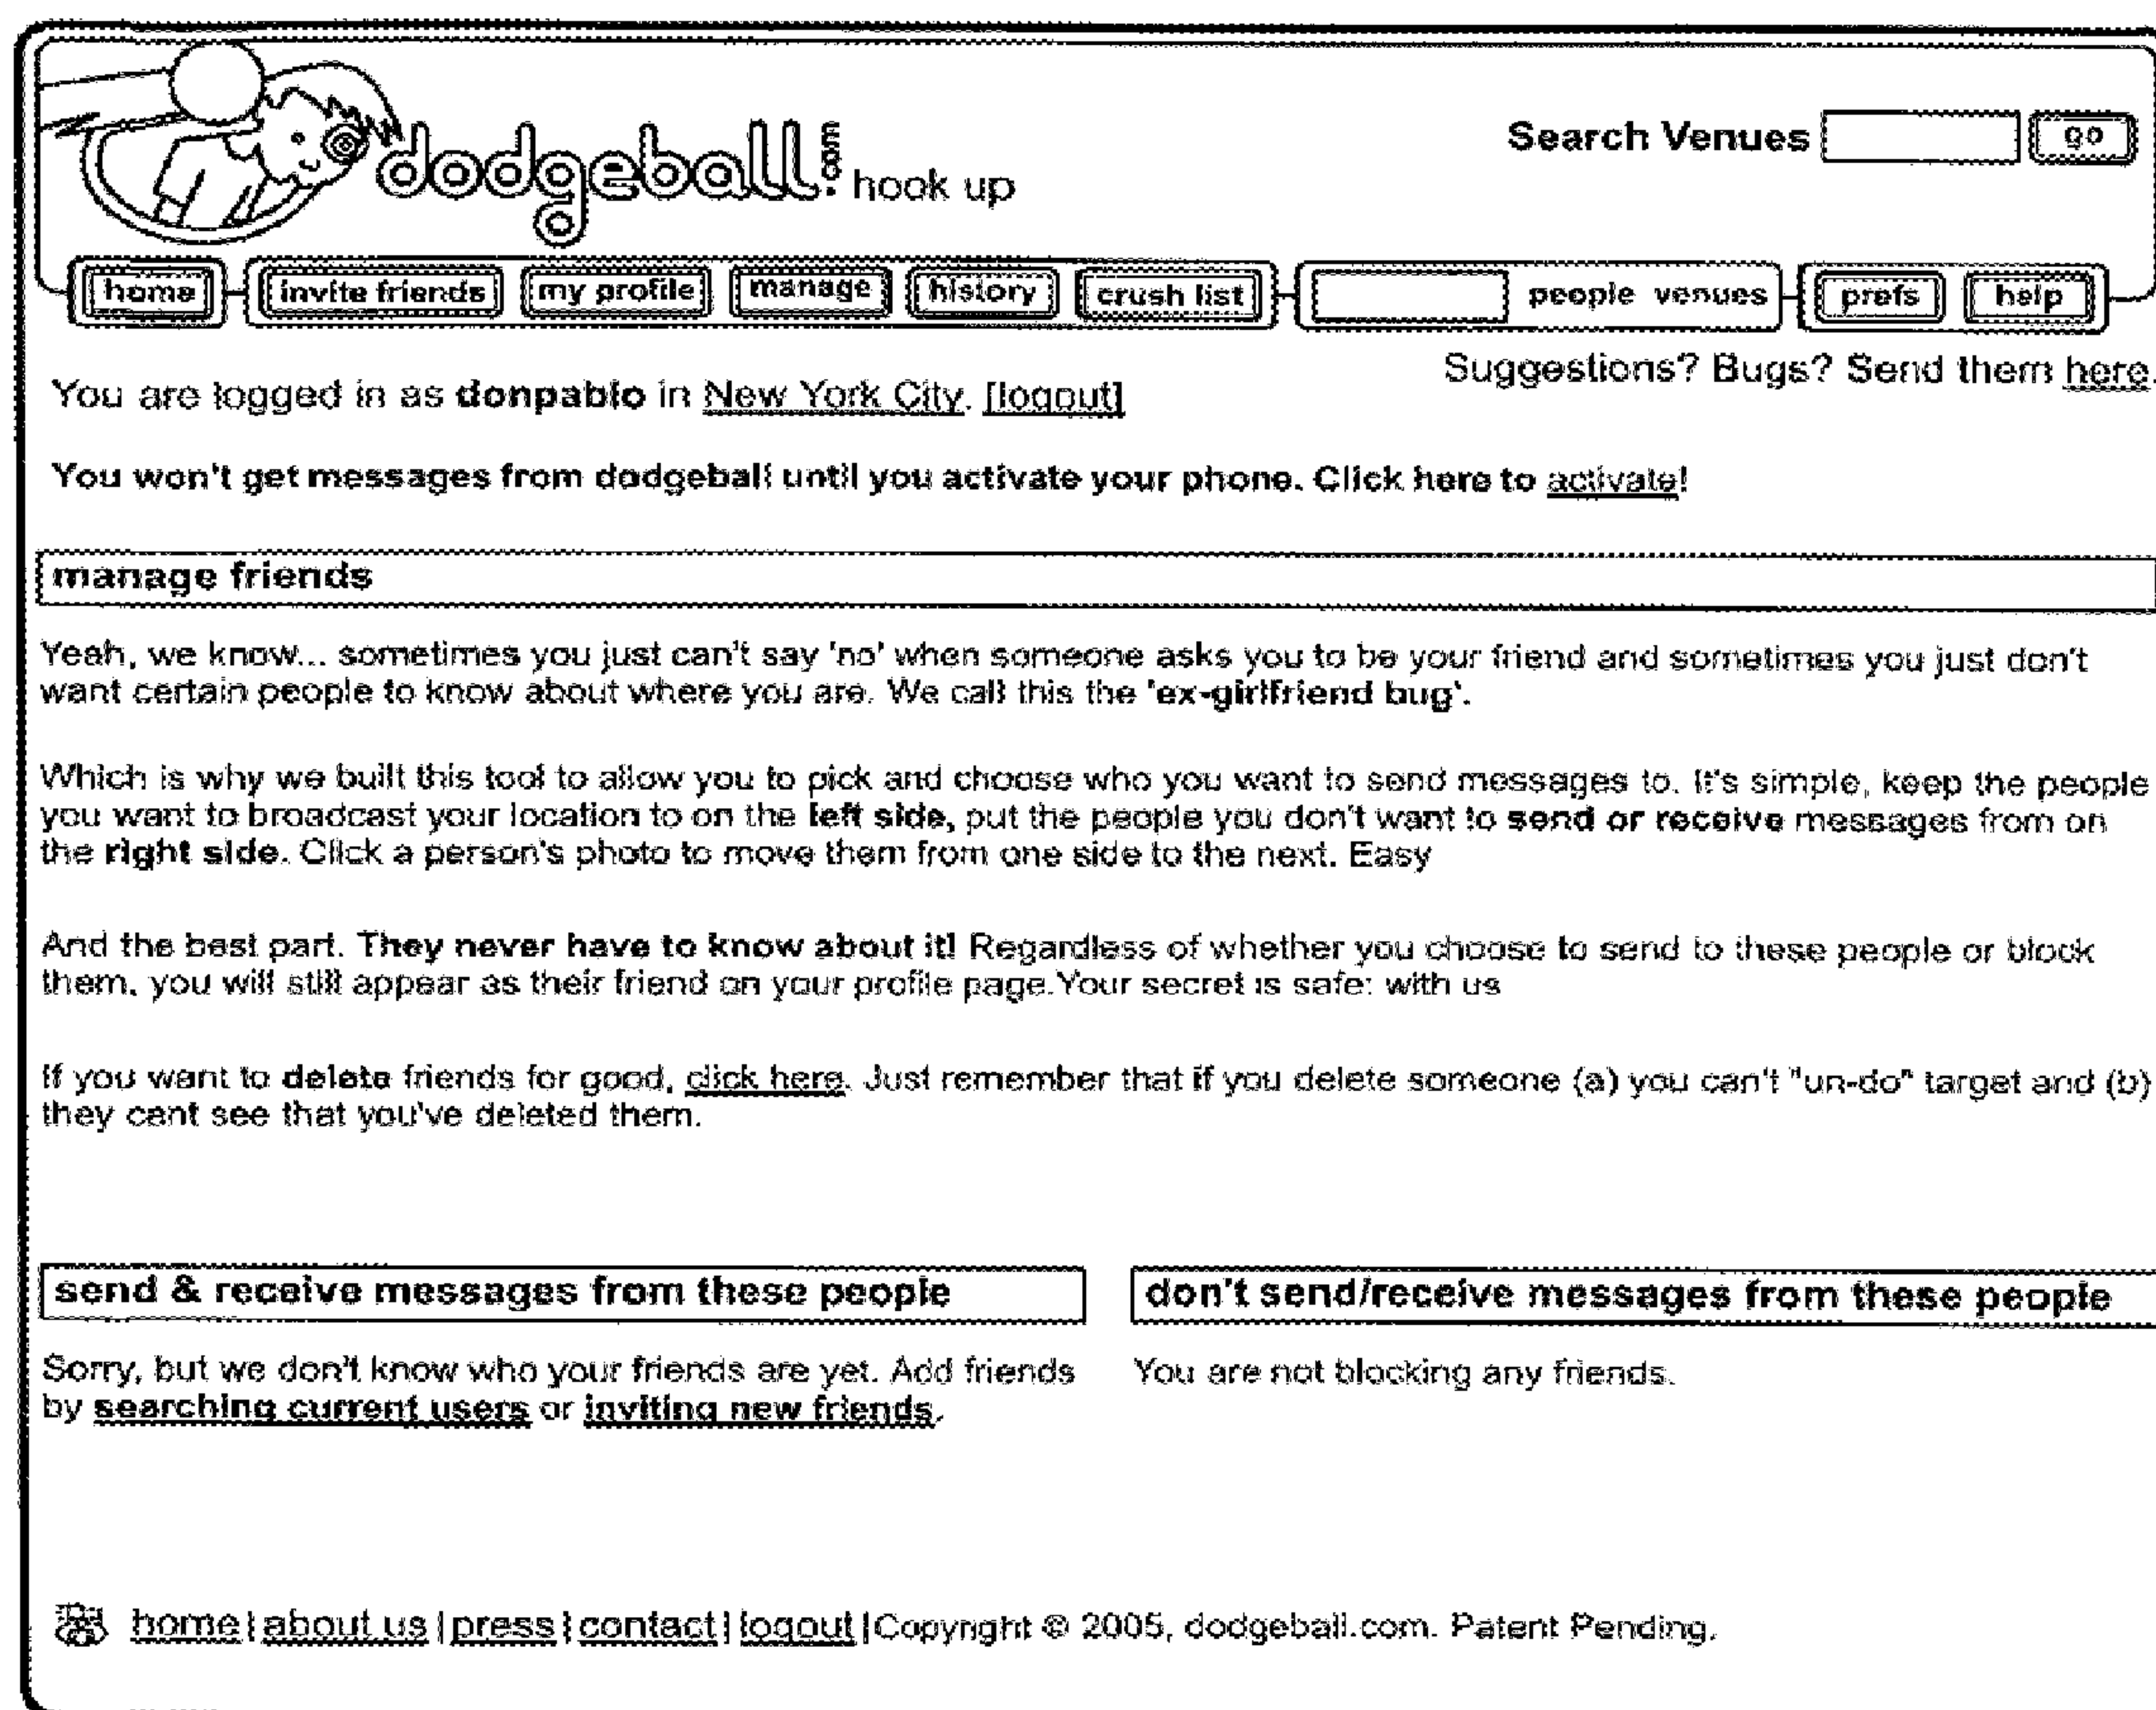 dodgeball.com hook up
Search Venues go
home invite friends my profile manage history crush list people venues prefs help
Suggestions? Bugs? Send them here.
You are logged in as donpablo in New York City. [logout]
You won't get messages from dodgeball until you activate your phone. Click here to activate!
manage friends
Yeah, we know... sometimes you just can't say 'no' when someone asks you to be your friend and sometimes you just don't
want certain people to know about where you are. We call this the 'ex-girlfriend bug'.
Which is why we built this tool to allow you to pick and choose who you want to send messages to. It's simple, keep the people
you want to broadcast your location to on the left side, put the people you don't want to send or receive messages from on
the right side. Click a person's photo to move them from one side to the next. Easy
And the best part. They never have to know about it! Regardless of whether you choose to send to these people or block
them, you will still appear as their friend on your profile page.Your secret is safe: with us
If you want to delete friends for good, click here. Just remember that if you delete someone (a) you can't "un-do" target and (b)
they cant see that you've deleted them.
send & receive messages from these people
Sorry, but we don't know who your friends are yet. Add friends
by searching current users or inviting new friends.
don't send/receive messages from these people
You are not blocking any friends.
home|about us|press|contact|logout|Copyright © 2005, dodgeball.com. Patent Pending.